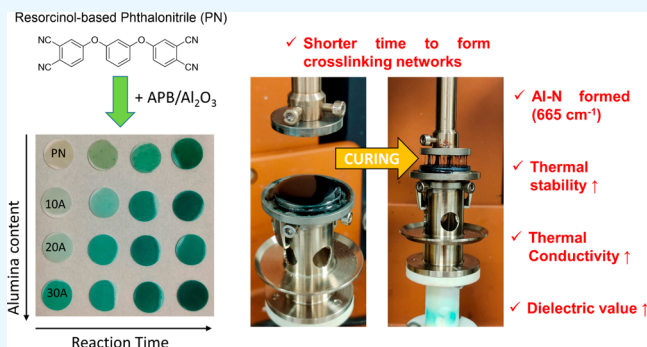 Resorcinol-based Phthalonitrile (PN)
NC
CN
O
O
NC
CN
+ APB/Al₂O₃
PN
10A
20A
30A
Alumina content
Reaction Time
✓ Shorter time to form
crosslinking networks
CURING
✓ Al-N formed
(665 cm⁻¹)
✓ Thermal
stability ↑
✓ Thermal
Conductivity ↑
✓ Dielectric value ↑